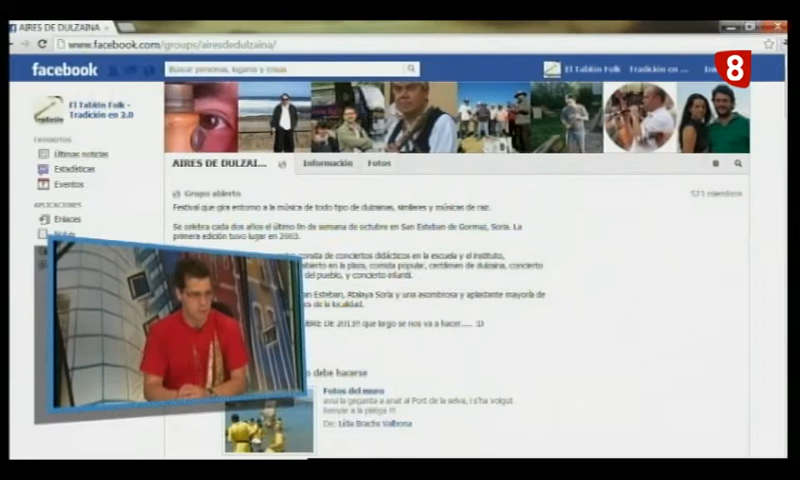 AIRES DE DULZAINA
www.facebook.com/groups/airesdedulzaina/
facebook
Buscar personas, lugares y cosas
El Tablón Folk - Tradición en ...
8
El Tablón Folk -
Tradición en 2.0
FAVORITOS
Últimas noticias
Estadísticas
Eventos
APLICACIONES
Enlaces
Notas
AIRES DE DULZAI...
Información
Fotos
Grupo abierto
521 miembros
Festival que gira entorno a la música de todo tipo de dulzainas, similares y músicas de raiz.
Se celebra cada dos años el último fin de semana de octubre en San Esteban de Gormaz, Soria. La
primera edición tuvo lugar en 2003.
consta de conciertos didácticos en la escuela y el instituto,
abierto en la plaza, comida popular, certámen de dulzaina, concierto
del pueblo, y concierto infantil.
an Esteban, Atalaya Soria y una asombrosa y aplastante mayoría de
de la localidad.
BRE DE 2013!! que largo se nos va a hacer..... :D
debe hacerse
Fotos del muro
avui la geganta a anat al Port de la selva, i s'ha volgut
banyar a la platga !!!
De: Lídia Brachs Valbona